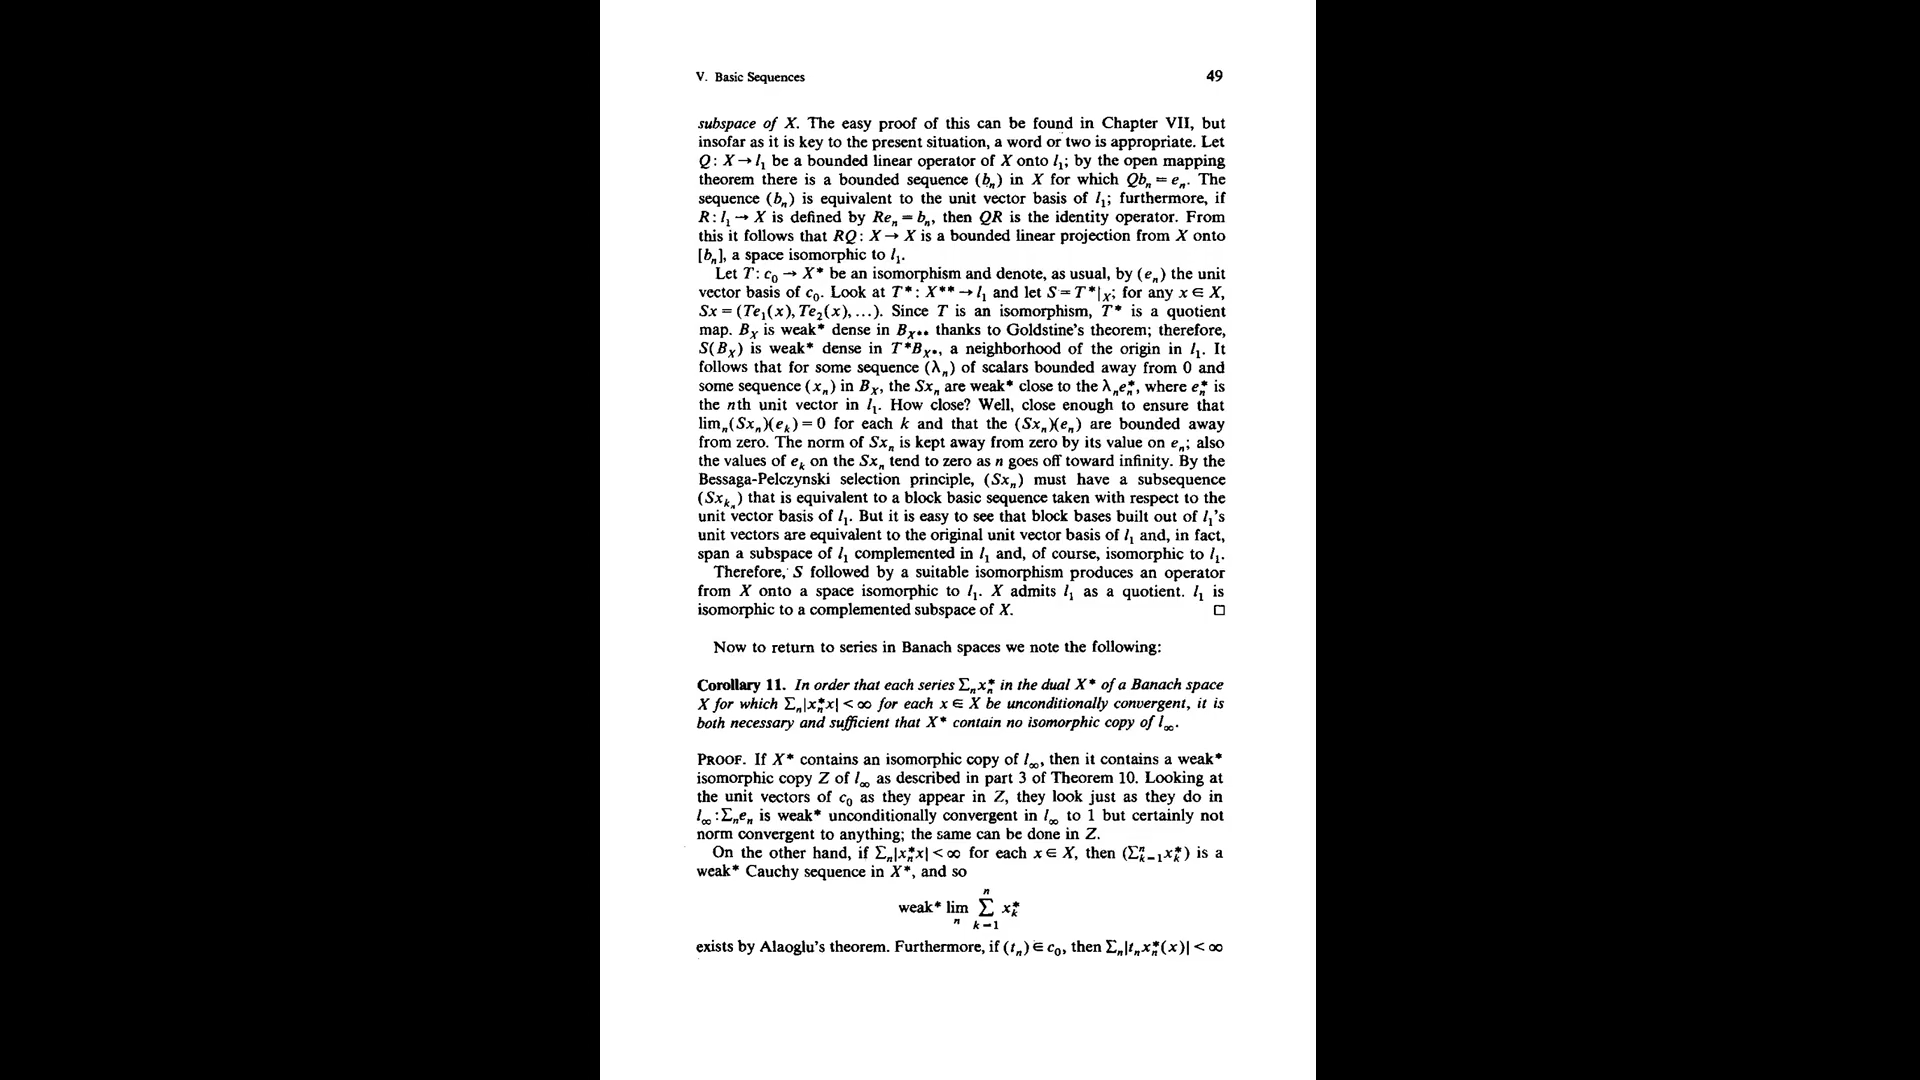 V. Basic Sequences 49
subspace of X. The easy proof of this can be found in Chapter VII, but
insofar as it is key to the present situation, a word or two is appropriate. Let
Q: X → l₁ be a bounded linear operator of X onto l₁; by the open mapping
theorem there is a bounded sequence (bₙ) in X for which Qbₙ = eₙ. The
sequence (bₙ) is equivalent to the unit vector basis of l₁; furthermore, if
R: l₁ → X is defined by Reₙ = bₙ, then QR is the identity operator. From
this it follows that RQ: X → X is a bounded linear projection from X onto
[bₙ], a space isomorphic to l₁.
Let T: c₀ → X* be an isomorphism and denote, as usual, by (eₙ) the unit
vector basis of c₀. Look at T*: X** → l₁ and let S = T*|_X; for any x ∈ X,
Sx = (Te₁(x), Te₂(x),...). Since T is an isomorphism, T* is a quotient
map. B_X is weak* dense in B_X** thanks to Goldstine's theorem; therefore,
S(B_X) is weak* dense in T*B_X*, a neighborhood of the origin in l₁. It
follows that for some sequence (λₙ) of scalars bounded away from 0 and
some sequence (xₙ) in B_X, the Sxₙ are weak* close to the λₙeₙ*, where eₙ* is
the nth unit vector in l₁. How close? Well, close enough to ensure that
limₙ(Sxₙ)(eₖ) = 0 for each k and that the (Sxₙ)(eₙ) are bounded away
from zero. The norm of Sxₙ is kept away from zero by its value on eₙ; also
the values of eₖ on the Sxₙ tend to zero as n goes off toward infinity. By the
Bessaga-Pelczynski selection principle, (Sxₙ) must have a subsequence
(Sx_{kₙ}) that is equivalent to a block basic sequence taken with respect to the
unit vector basis of l₁. But it is easy to see that block bases built out of l₁'s
unit vectors are equivalent to the original unit vector basis of l₁ and, in fact,
span a subspace of l₁ complemented in l₁ and, of course, isomorphic to l₁.
Therefore, S followed by a suitable isomorphism produces an operator
from X onto a space isomorphic to l₁. X admits l₁ as a quotient. l₁ is
isomorphic to a complemented subspace of X. □
Now to return to series in Banach spaces we note the following:
Corollary 11. In order that each series Σₙxₙ* in the dual X* of a Banach space
X for which Σₙ|xₙ*x| < ∞ for each x ∈ X be unconditionally convergent, it is
both necessary and sufficient that X* contain no isomorphic copy of l∞.
PROOF. If X* contains an isomorphic copy of l∞, then it contains a weak*
isomorphic copy Z of l∞ as described in part 3 of Theorem 10. Looking at
the unit vectors of c₀ as they appear in Z, they look just as they do in
l∞: Σₙeₙ is weak* unconditionally convergent in l∞ to 1 but certainly not
norm convergent to anything; the same can be done in Z.
On the other hand, if Σₙ|xₙ*x| < ∞ for each x ∈ X, then (Σⁿₖ₌₁xₖ*) is a
weak* Cauchy sequence in X*, and so
weak* limₙ Σⁿₖ₌₁ xₖ*
exists by Alaoglu's theorem. Furthermore, if (tₙ) ∈ c₀, then Σₙ|tₙxₙ*(x)| < ∞